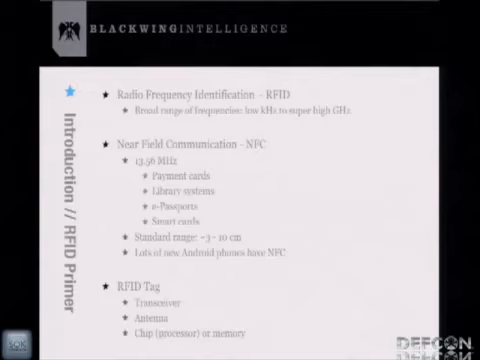 BLACKWINGINTELLIGENCE
Introduction // RFID Primer
Radio Frequency Identification - RFID
Broad range of frequencies: low kHz to super high GHz
Near Field Communication - NFC
13.56 MHz
Payment cards
Library systems
e-Passports
Smart cards
Standard range: ~3 - 10 cm
Lots of new Android phones have NFC
RFID Tag
Transceiver
Antenna
Chip (processor) or memory
DEFCON